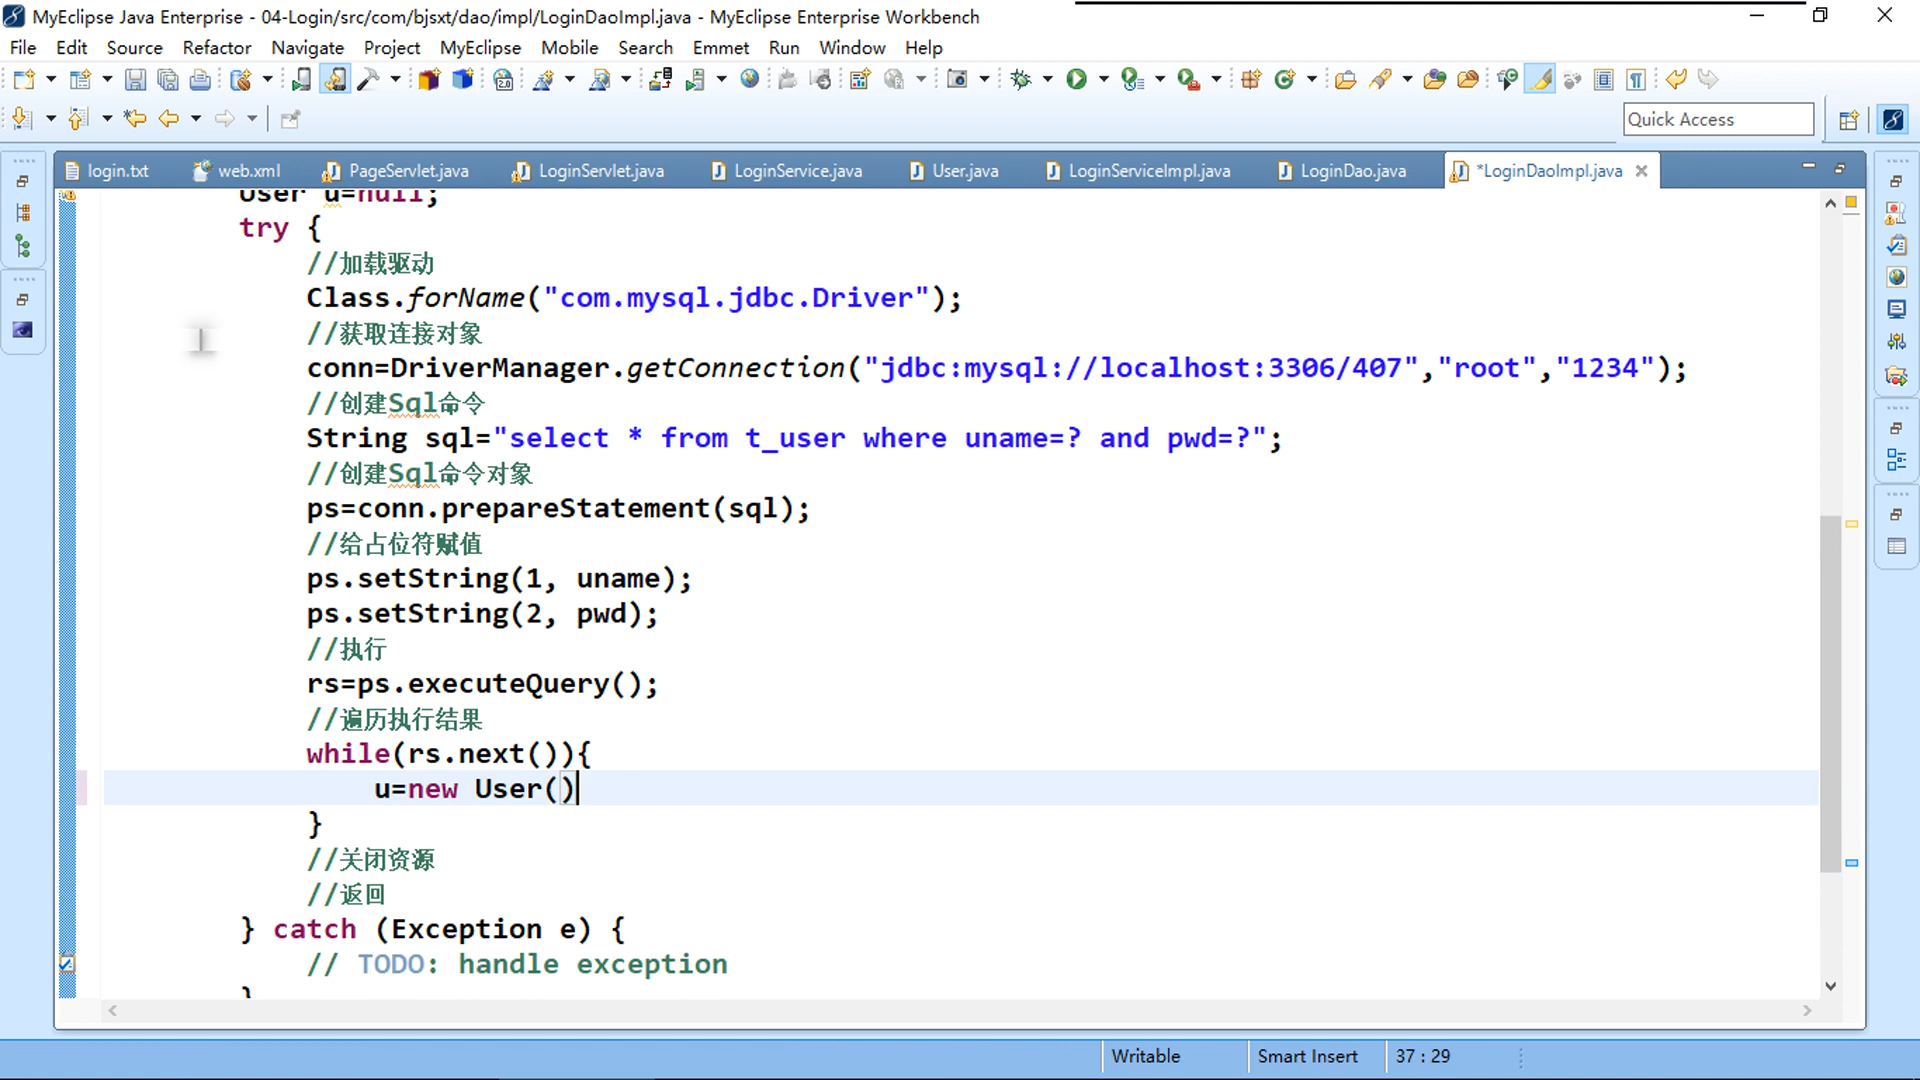 MyEclipse Java Enterprise - 04-Login/src/com/bjsxt/dao/impl/LoginDaoImpl.java - MyEclipse Enterprise Workbench
File Edit Source Refactor Navigate Project MyEclipse Mobile Search Emmet Run Window Help
Quick Access
login.txt web.xml PageServlet.java LoginServlet.java LoginService.java User.java LoginServiceImpl.java LoginDao.java *LoginDaoImpl.java
User u=null;
try {
//加载驱动
Class.forName("com.mysql.jdbc.Driver");
//获取连接对象
conn=DriverManager.getConnection("jdbc:mysql://localhost:3306/407","root","1234");
//创建Sql命令
String sql="select * from t_user where uname=? and pwd=?";
//创建Sql命令对象
ps=conn.prepareStatement(sql);
//给占位符赋值
ps.setString(1, uname);
ps.setString(2, pwd);
//执行
rs=ps.executeQuery();
//遍历执行结果
while(rs.next()){
u=new User()
}
//关闭资源
//返回
} catch (Exception e) {
// TODO: handle exception
}
Writable Smart Insert 37 : 29